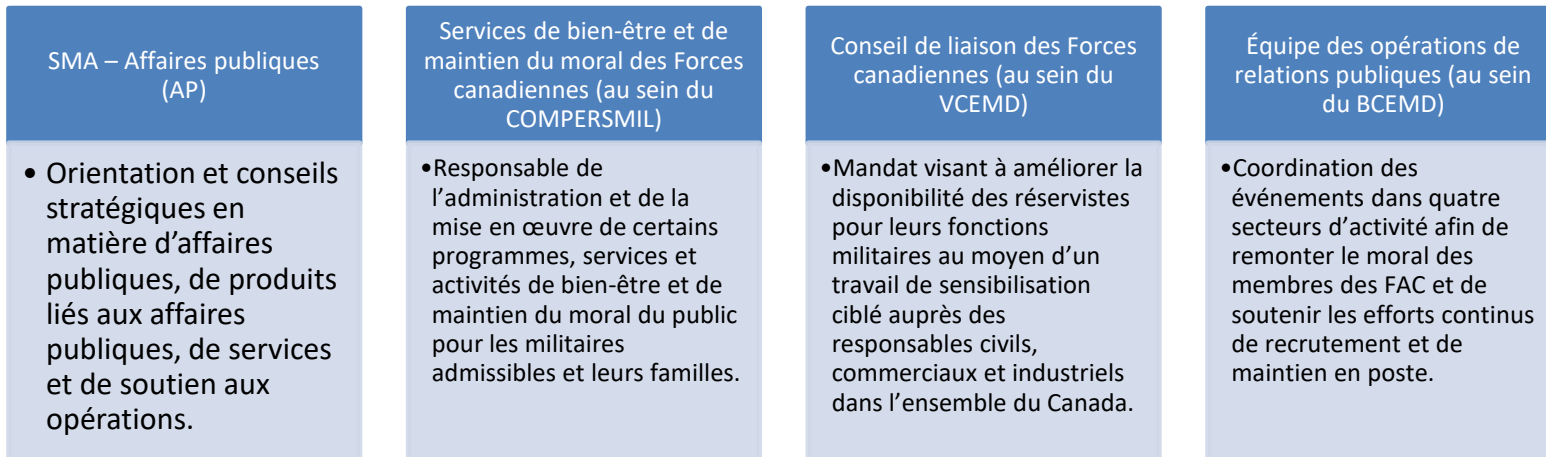 SMA – Affaires publiques
(AP)
• Orientation et conseils
stratégiques en
matière d’affaires
publiques, de produits
liés aux affaires
publiques, de services
et de soutien aux
opérations.
Services de bien-être et de
maintien du moral des Forces
canadiennes (au sein du
COMPERSMIL)
•Responsable de
l’administration et de la
mise en œuvre de certains
programmes, services et
activités de bien-être et de
maintien du moral du public
pour les militaires
admissibles et leurs familles.
Conseil de liaison des Forces
canadiennes (au sein du
VCEMD)
•Mandat visant à améliorer la
disponibilité des réservistes
pour leurs fonctions
militaires au moyen d’un
travail de sensibilisation
ciblé auprès des
responsables civils,
commerciaux et industriels
dans l’ensemble du Canada.
Équipe des opérations de
relations publiques (au sein
du BCEMD)
•Coordination des
événements dans quatre
secteurs d’activité afin de
remonter le moral des
membres des FAC et de
soutenir les efforts continus
de recrutement et de
maintien en poste.